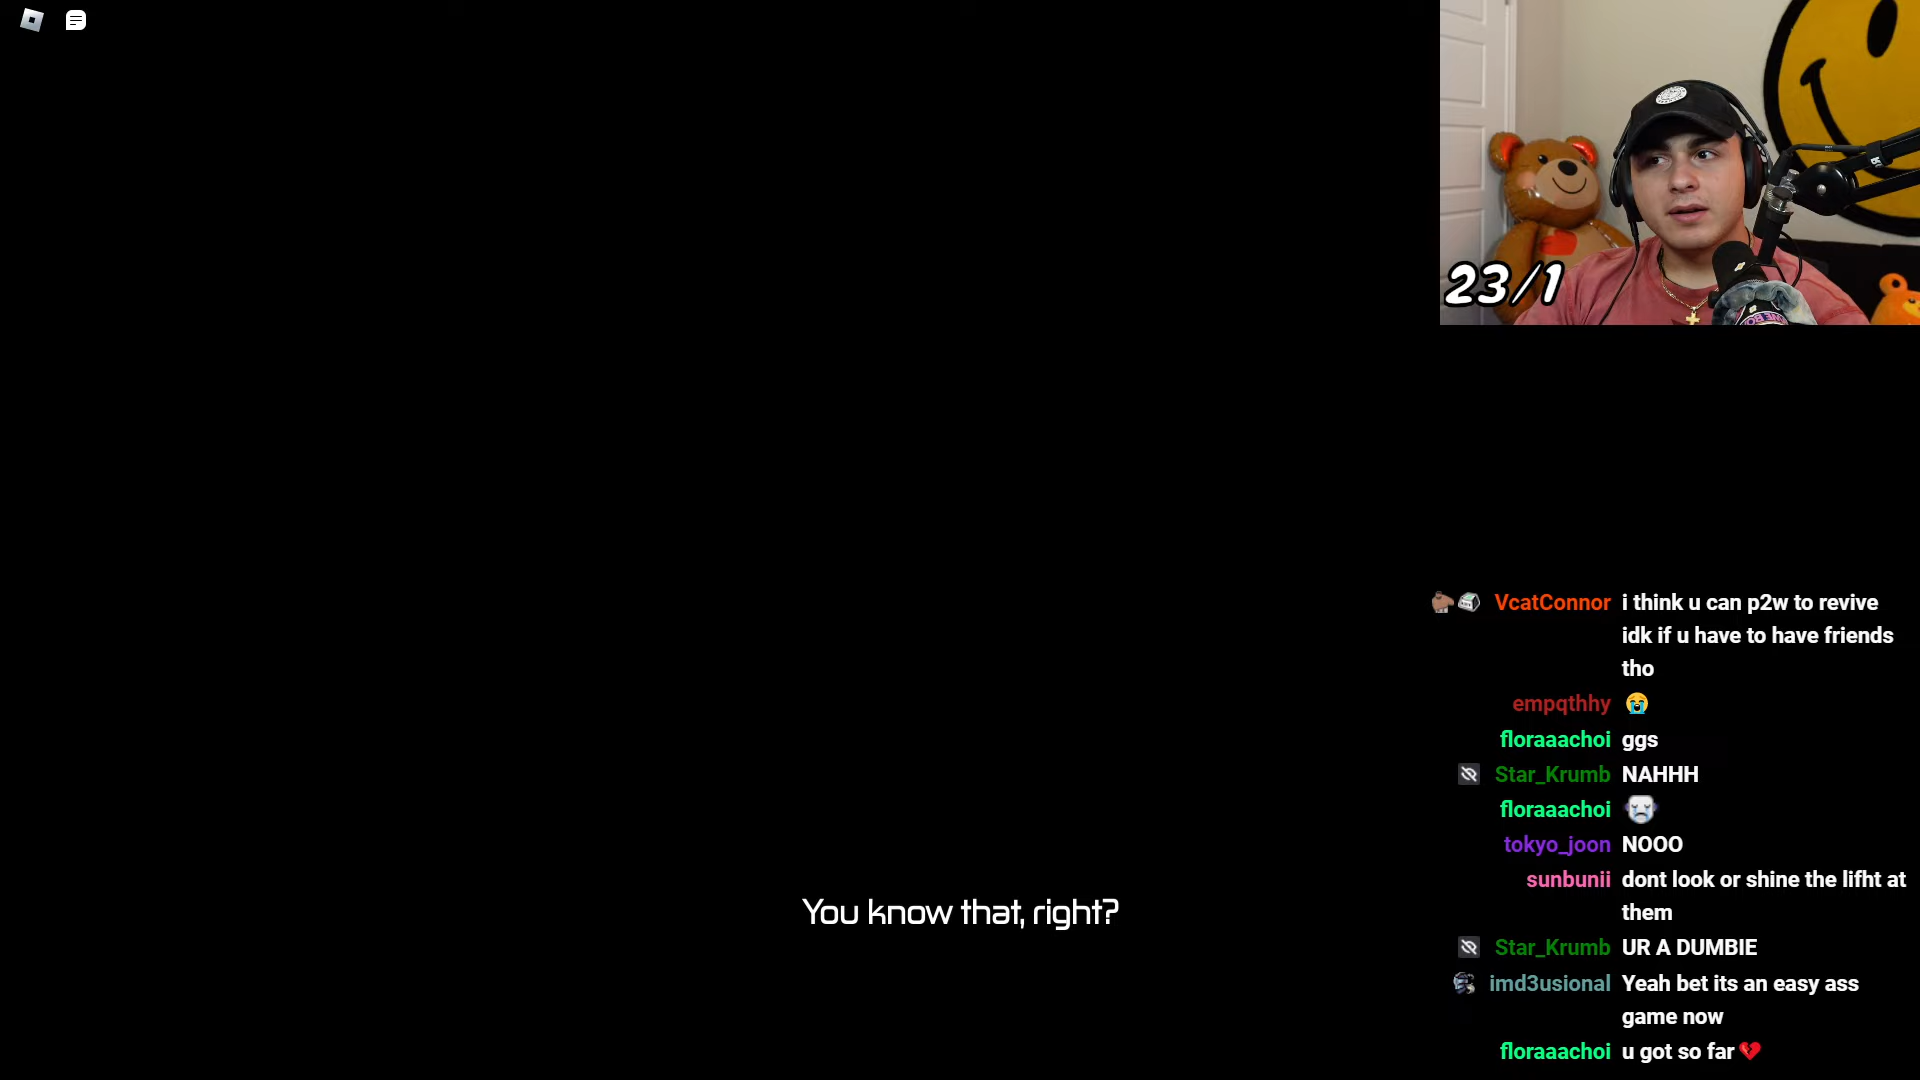 23/1
VcatConnor i think u can p2w to revive
idk if u have to have friends
tho
empqthhy 😭
floraaachoi ggs
Star_Krumb NAHHH
floraaachoi
tokyo_joon NOOO
sunbunii dont look or shine the lifht at
them
You know that, right?
Star_Krumb UR A DUMBIE
imd3usional Yeah bet its an easy ass
game now
floraaachoi u got so far 💔